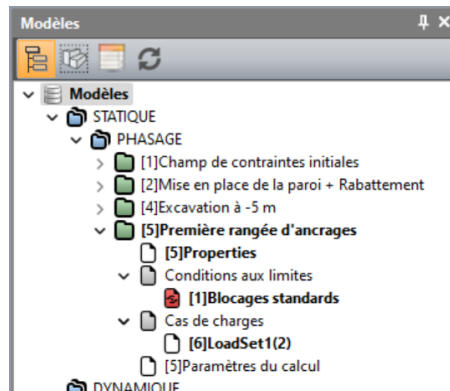 Modèles
Modèles
STATIQUE
PHASAGE
[1]Champ de contraintes initiales
[2]Mise en place de la paroi + Rabattement
[4]Excavation à -5 m
[5]Première rangée d'ancrages
[5]Properties
Conditions aux limites
[1]Blocages standards
Cas de charges
[6]LoadSet1(2)
[5]Paramètres du calcul
DYNAMIQUE